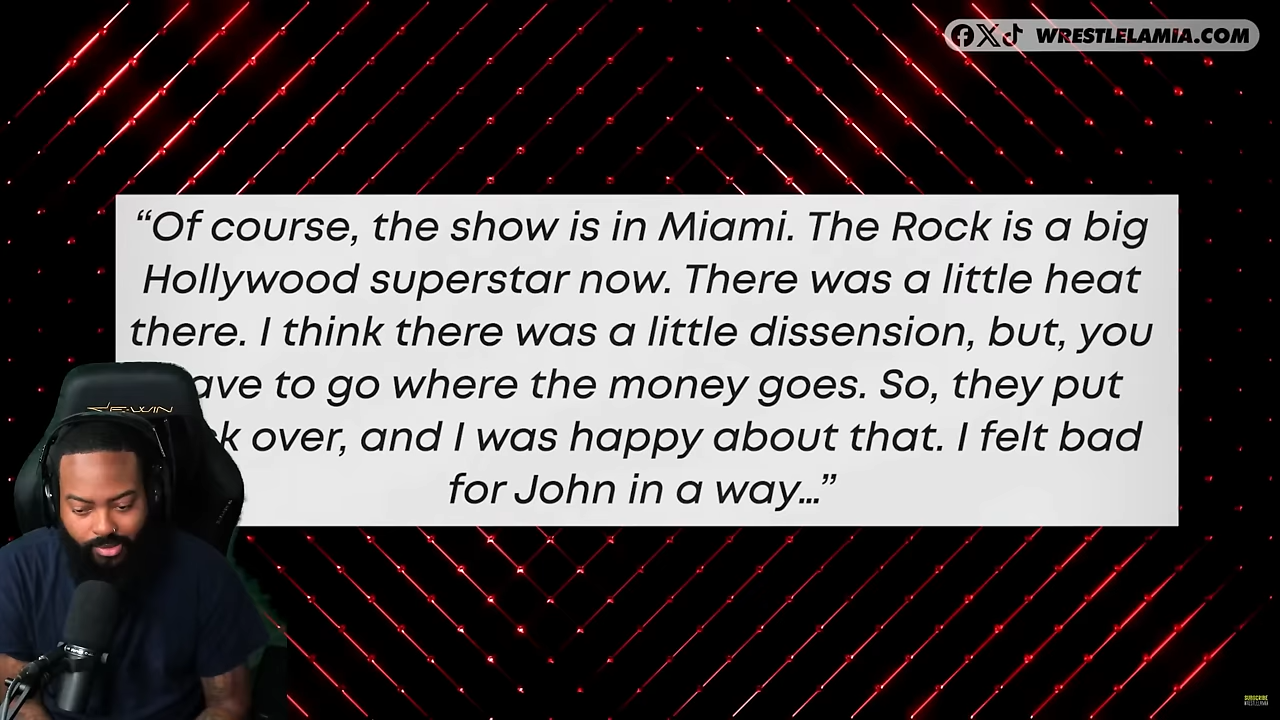 WRESTLELAMIA.COM
“Of course, the show is in Miami. The Rock is a big
Hollywood superstar now. There was a little heat
there. I think there was a little dissension, but, you
ave to go where the money goes. So, they put
k over, and I was happy about that. I felt bad
for John in a way...”
SUBSCRIBE
WRESTLELAMIA